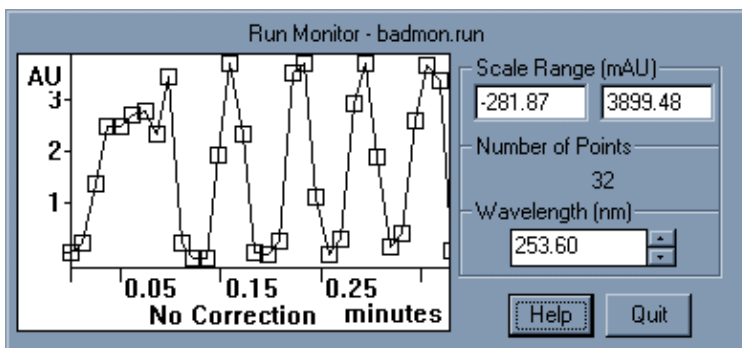 Run Monitor - badmon.run
AU
3
2
1
0.05 0.15 0.25
No Correction minutes
Scale Range (mAU)
-281.87 3899.48
Number of Points
32
Wavelength (nm)
253.60
Help Quit